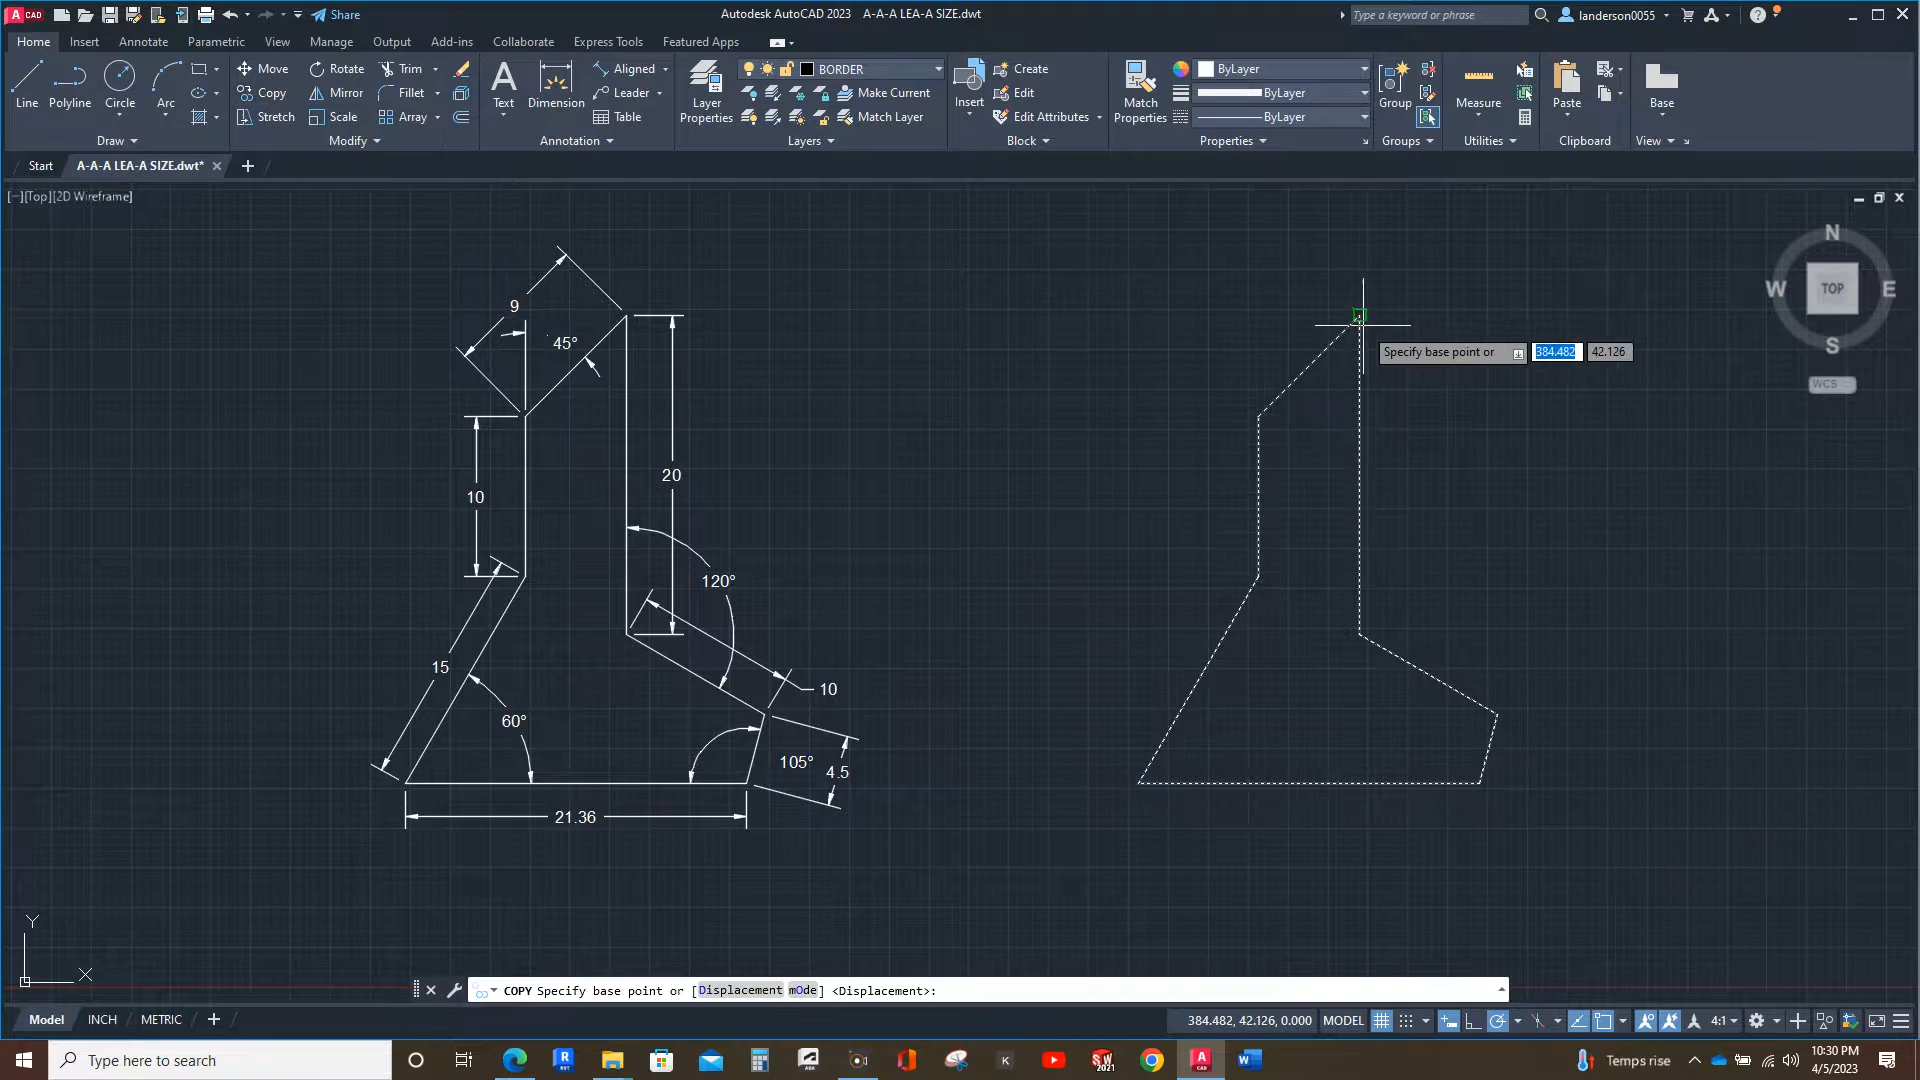 CAD
Share
Autodesk AutoCAD 2023
A-A-A LEA-A SIZE.dwt
Type a keyword or phrase
landerson0055
Home
Insert
Annotate
Parametric
View
Manage
Output
Add-ins
Collaborate
Express Tools
Featured Apps
Line
Polyline
Circle
Arc
Draw
Move
Rotate
Trim
Copy
Mirror
Fillet
Stretch
Scale
Array
Modify
Text
Dimension
Aligned
Leader
Table
Annotation
Layer
Properties
BORDER
Make Current
Match Layer
Layers
Insert
Create
Edit
Edit Attributes
Block
Match
Properties
ByLayer
ByLayer
ByLayer
Properties
Group
Groups
Measure
Utilities
Paste
Clipboard
Base
View
Start
A-A-A LEA-A SIZE.dwt*
[−][Top][2D Wireframe]
N
W
TOP
E
S
WCS
9
45°
10
20
120°
15
60°
10
105°
4.5
21.36
Specify base point or
384.482
42.126
Y
X
COPY Specify base point or [Displacement mOde] <Displacement>:
Model
INCH
METRIC
384.482, 42.126, 0.000
MODEL
4:1
Type here to search
R
RVT
K
SW
2021
A
CAD
W
Temps rise
10:30 PM
4/5/2023